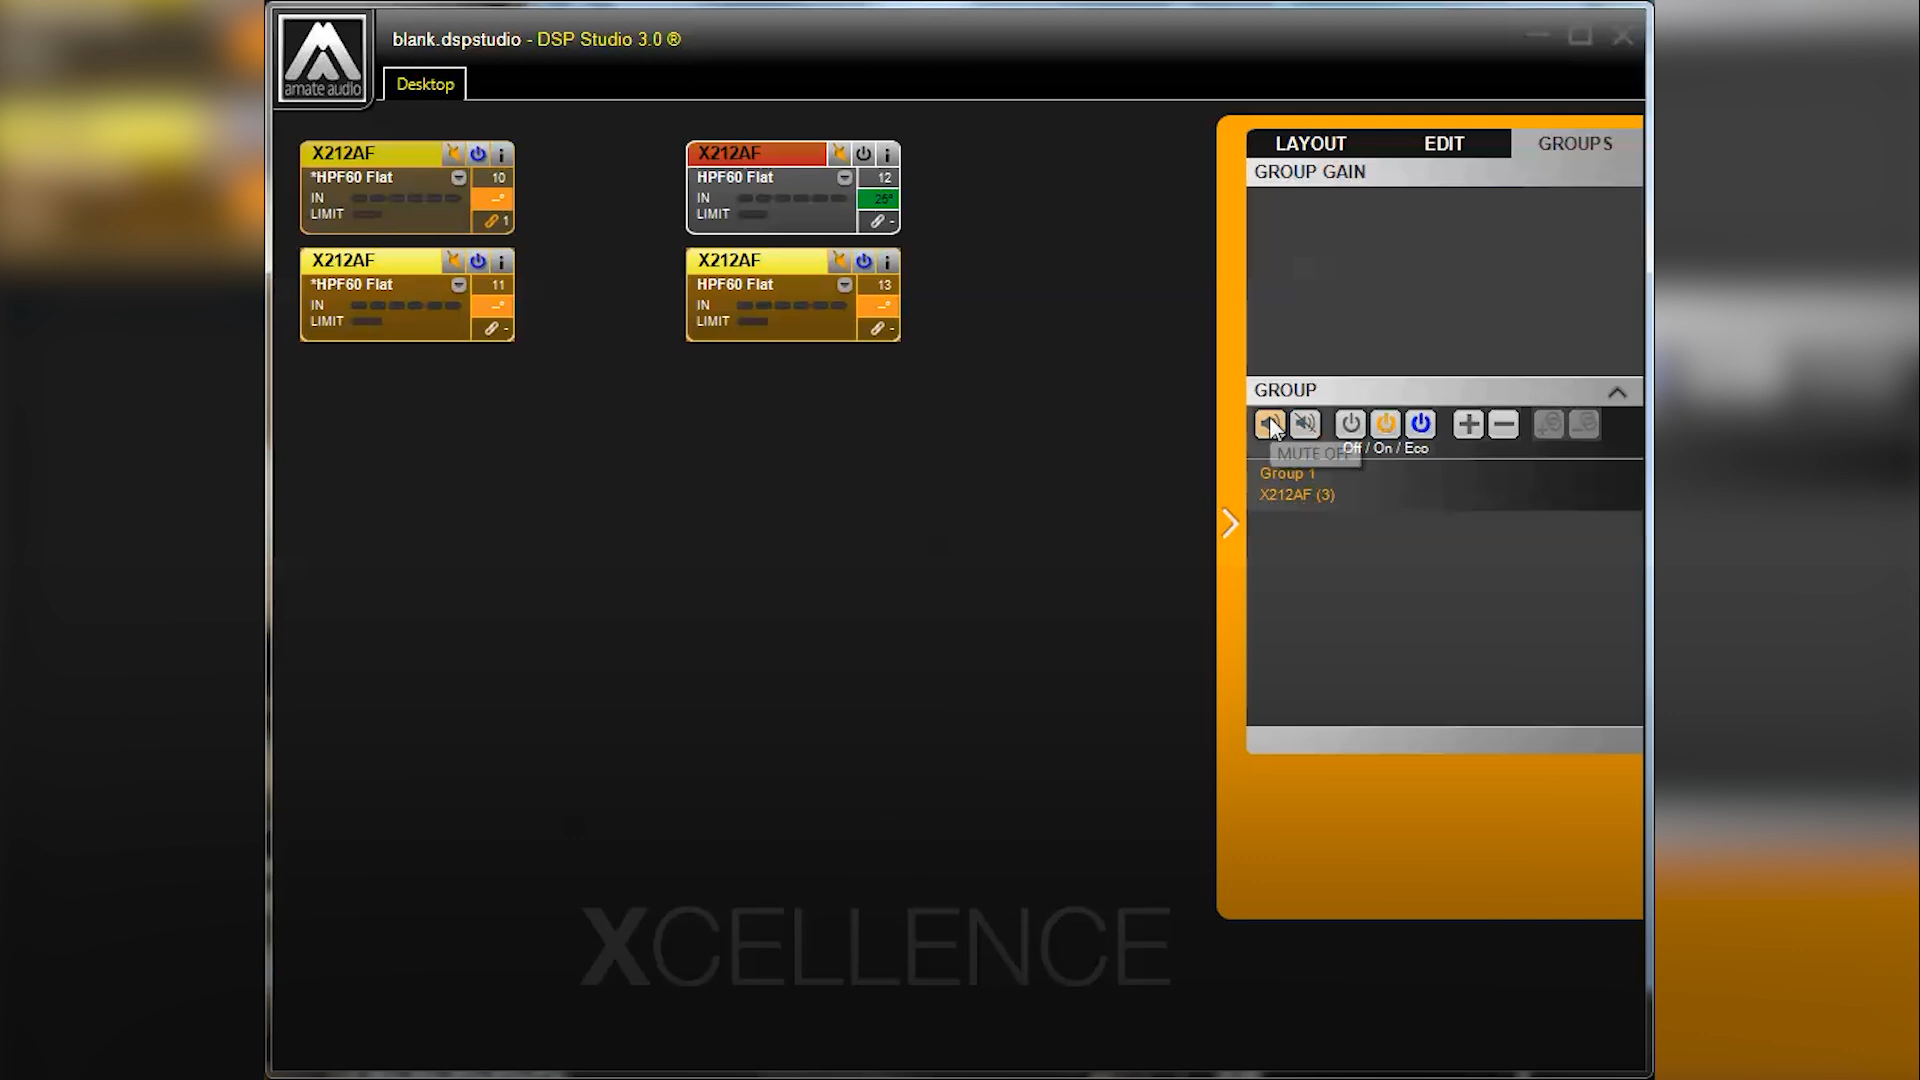 blank.dspstudio - DSP Studio 3.0 ®
amate audio
Desktop
X212AF
*HPF60 Flat
10
IN
--°
LIMIT
1
X212AF
HPF60 Flat
12
IN
25°
LIMIT
-
X212AF
*HPF60 Flat
11
IN
--°
LIMIT
-
X212AF
HPF60 Flat
13
IN
--°
LIMIT
-
LAYOUT
EDIT
GROUPS
GROUP GAIN
GROUP
Off / On / Eco
MUTE OFF
Group 1
X212AF (3)
XCELLENCE